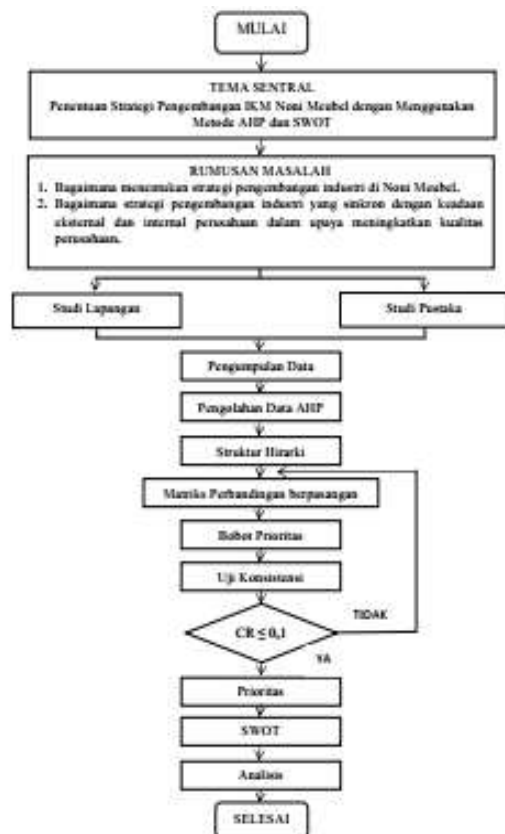 MULAI
TEMA SENTRAL
Penentuan Strategi Pengembangan IKM Noni Meubel dengan Menggunakan
Metode AHP dan SWOT
RUMUSAN MASALAH
1. Bagaimana menentukan strategi pengembangan industri di Noni Meubel.
2. Bagaimana strategi pengembangan industri yang sinkron dengan keadaan
eksternal dan internal perusahaan dalam upaya meningkatkan kualitas
perusahaan.
Studi Lapangan
Studi Pustaka
Pengumpulan Data
Pengolahan Data AHP
Struktur Hirarki
Matriks Perbandingan berpasangan
Bobot Prioritas
Uji Konsistensi
CR ≤ 0,1
TIDAK
YA
Prioritas
SWOT
Analisis
SELESAI